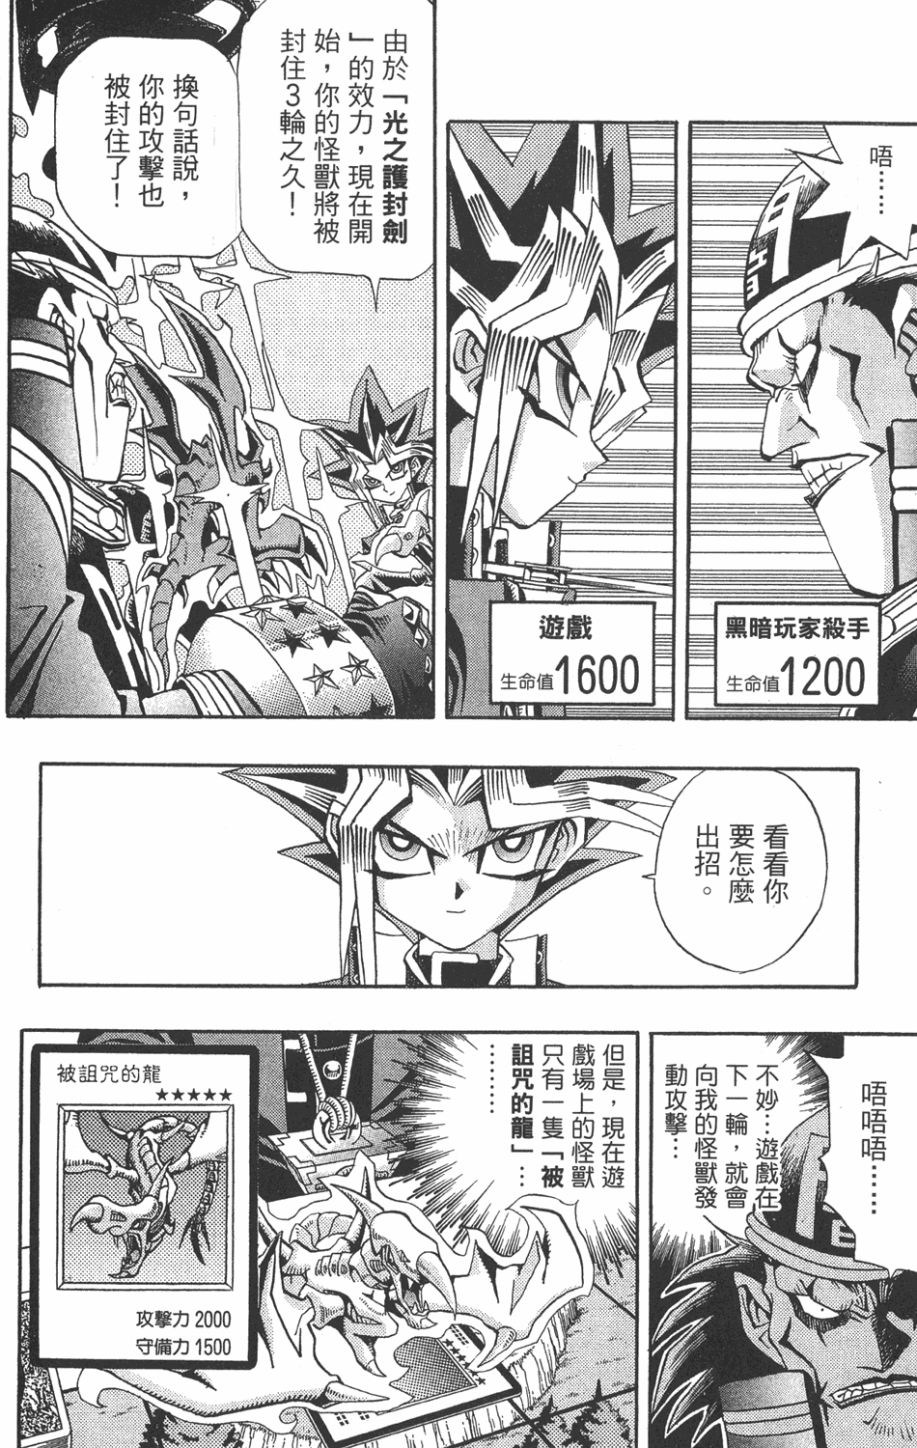 唔……
黑暗玩家殺手
生命值1200
遊戲
生命值1600
由於「光之護封劍
」的效力，現在開
始，你的怪獸將被
封住3輪之久！
換句話說，
你的攻擊也
被封住了！
看看你
要怎麼
出招。
唔唔唔……
不妙…遊戲在
下一輪，就會
向我的怪獸發
動攻擊…
但是，現在遊
戲場上的怪獸
只有一隻「被
詛咒的龍」…
………
被詛咒的龍
★★★★★
攻擊力 2000
守備力 1500